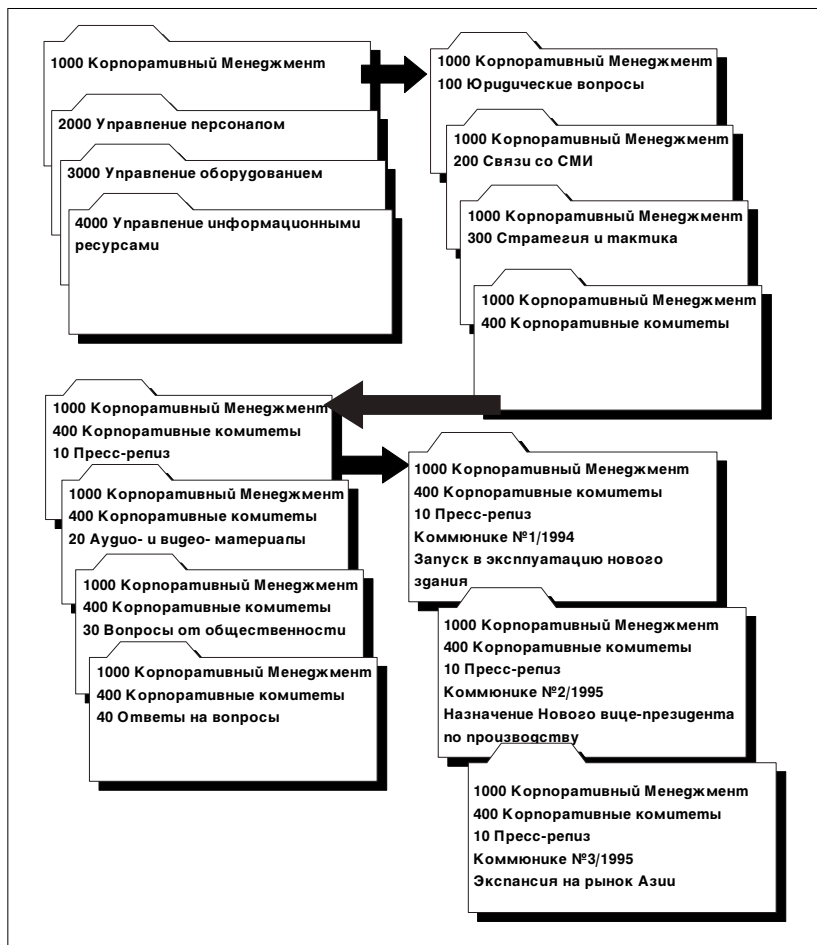 1000 Корпоративный Менеджмент
2000 Управление персоналом
3000 Управление оборудованием
4000 Управление информационными
ресурсами
1000 Корпоративный Менеджмент
100 Юридические вопросы
1000 Корпоративный Менеджмент
200 Связи со СМИ
1000 Корпоративный Менеджмент
300 Стратегия и тактика
1000 Корпоративный Менеджмент
400 Корпоративные комитеты
1000 Корпоративный Менеджмент
400 Корпоративные комитеты
10 Пресс-релиз
1000 Корпоративный Менеджмент
400 Корпоративные комитеты
20 Аудио- и видео- материалы
1000 Корпоративный Менеджмент
400 Корпоративные комитеты
30 Вопросы от общественности
1000 Корпоративный Менеджмент
400 Корпоративные комитеты
40 Ответы на вопросы
1000 Корпоративный Менеджмент
400 Корпоративные комитеты
10 Пресс-релиз
Коммюнике №1/1994
Запуск в эксплуатацию нового
здания
1000 Корпоративный Менеджмент
400 Корпоративные комитеты
10 Пресс-релиз
Коммюнике №2/1995
Назначение Нового вице-президента
по производству
1000 Корпоративный Менеджмент
400 Корпоративные комитеты
10 Пресс-релиз
Коммюнике №3/1995
Экспансия на рынок Азии